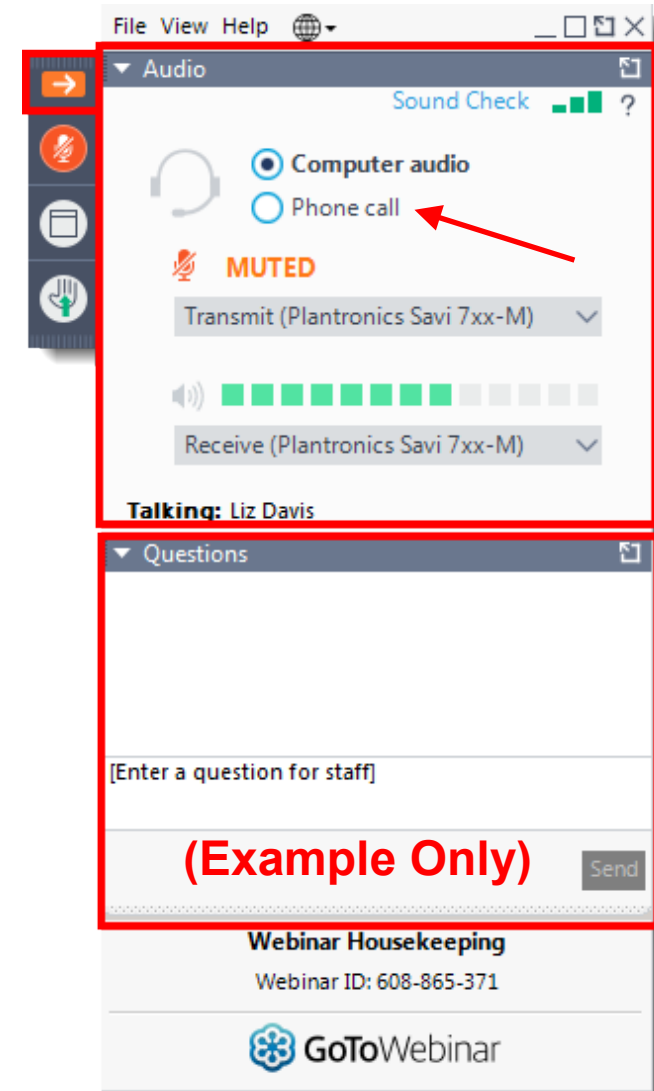 File View Help
Audio
Sound Check ?
Computer audio
Phone call
MUTED
Transmit (Plantronics Savi 7xx-M)
Receive (Plantronics Savi 7xx-M)
Talking: Liz Davis
Questions
[Enter a question for staff]
(Example Only)
Send
Webinar Housekeeping
Webinar ID: 608-865-371
GoToWebinar